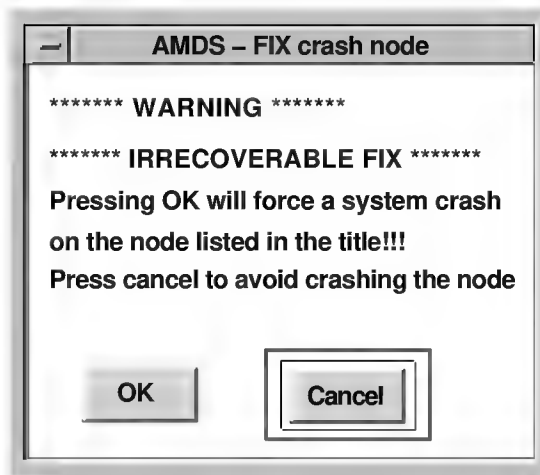 AMDS – FIX crash node
******* WARNING *******
******* IRRECOVERABLE FIX *******
Pressing OK will force a system crash
on the node listed in the title!!!
Press cancel to avoid crashing the node
OK
Cancel